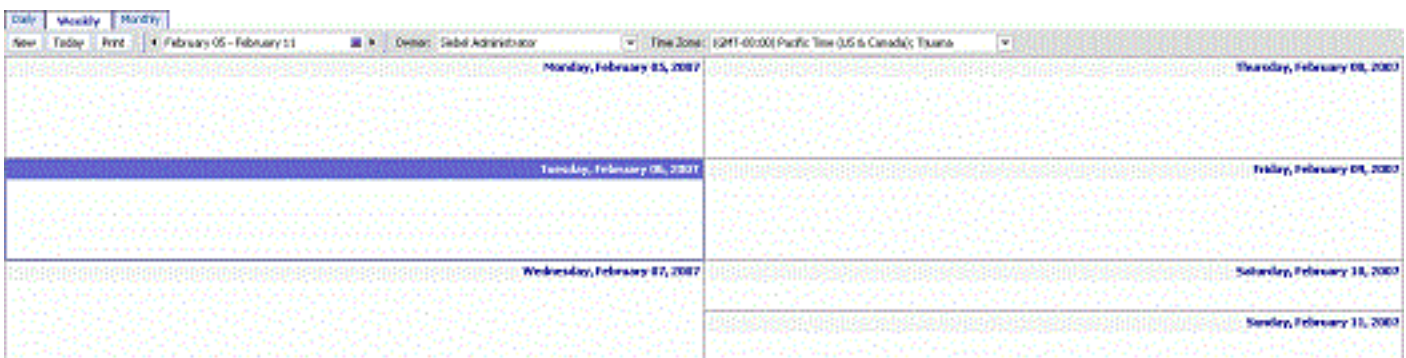 Daily Weekly Monthly
New Today Print February 05 - February 11 Owner: Siebel Administrator Time Zone: (GMT-08:00) Pacific Time (US & Canada); Tijuana
Monday, February 05, 2007
Thursday, February 08, 2007
Tuesday, February 06, 2007
Friday, February 09, 2007
Wednesday, February 07, 2007
Saturday, February 10, 2007
Sunday, February 11, 2007